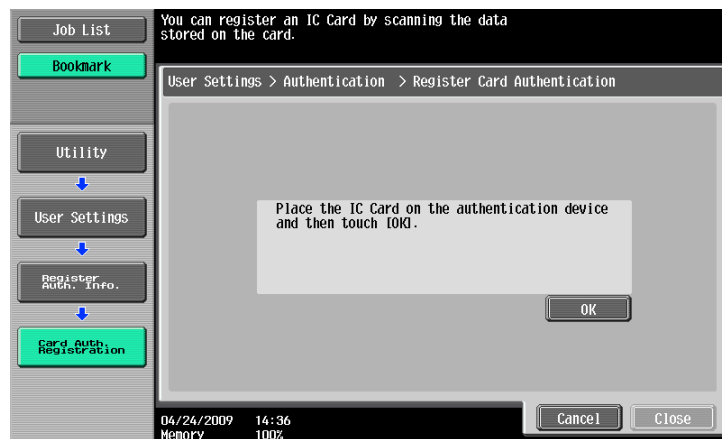 Job List
Bookmark
You can register an IC Card by scanning the data
stored on the card.
User Settings > Authentication > Register Card Authentication
Utility
User Settings
Register
Auth. Info.
Card Auth.
Registration
Place the IC Card on the authentication device
and then touch [OK].
OK
04/24/2009 14:36
Memory 100%
Cancel
Close